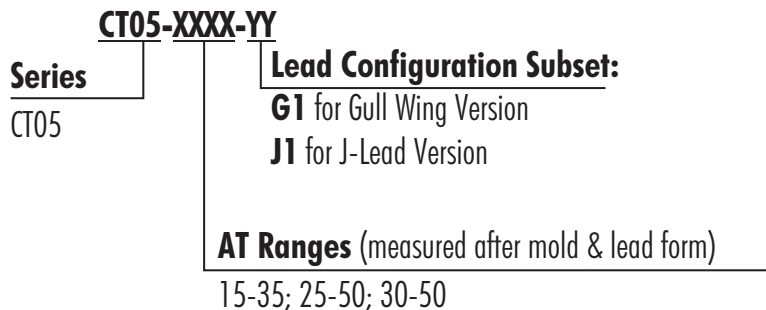 CT05-XXXX-YY
Series
CT05
Lead Configuration Subset:
G1 for Gull Wing Version
J1 for J-Lead Version
AT Ranges (measured after mold & lead form)
15-35; 25-50; 30-50